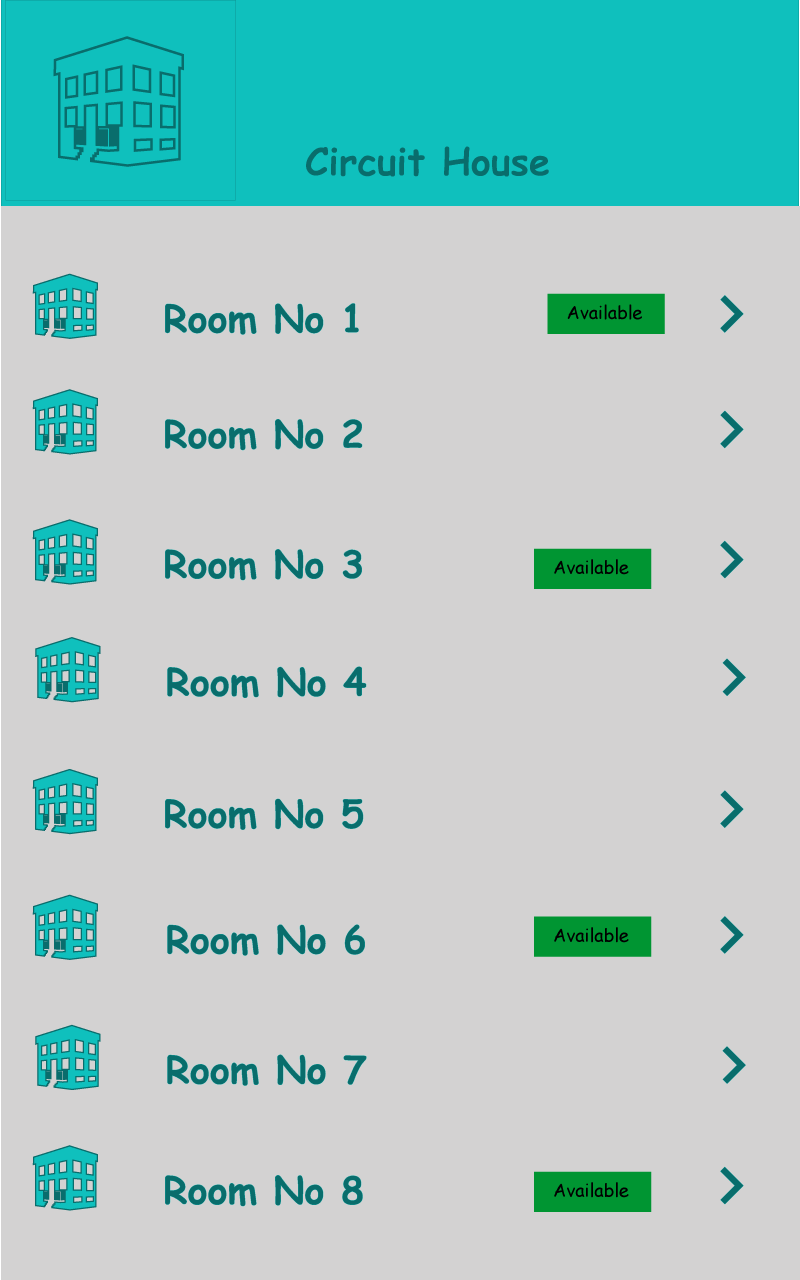 Circuit House
Room No 1 Available
Room No 2
Room No 3 Available
Room No 4
Room No 5
Room No 6 Available
Room No 7
Room No 8 Available